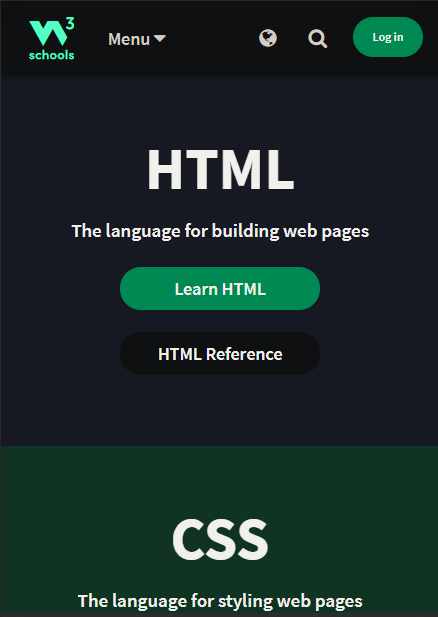 W3
schools
Menu
Log in
HTML
The language for building web pages
Learn HTML
HTML Reference
CSS
The language for styling web pages